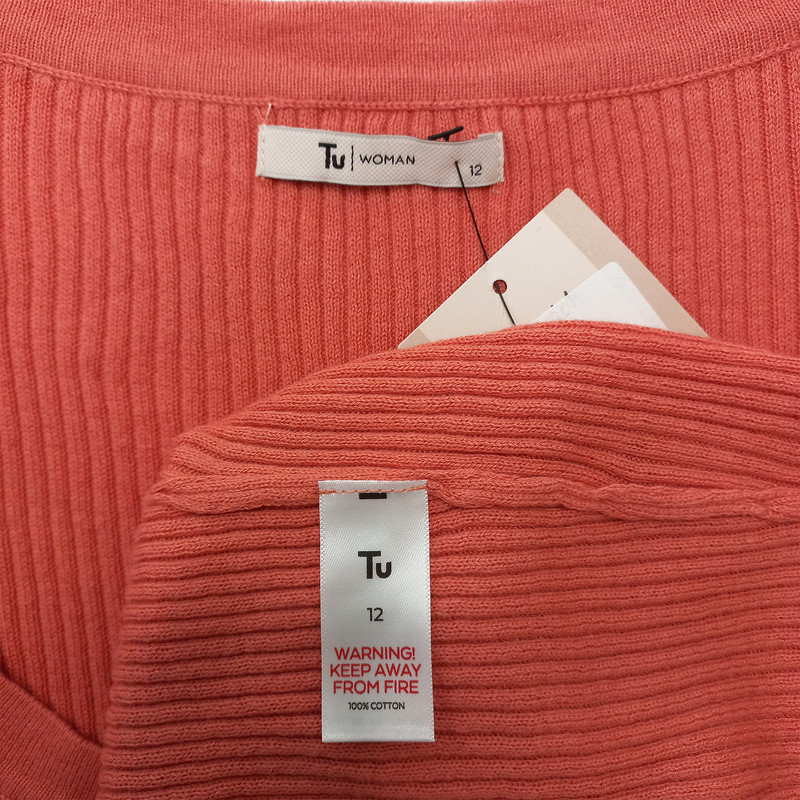 Tu WOMAN
12
Tu
12
WARNING!
KEEP AWAY
FROM FIRE
100% COTTON